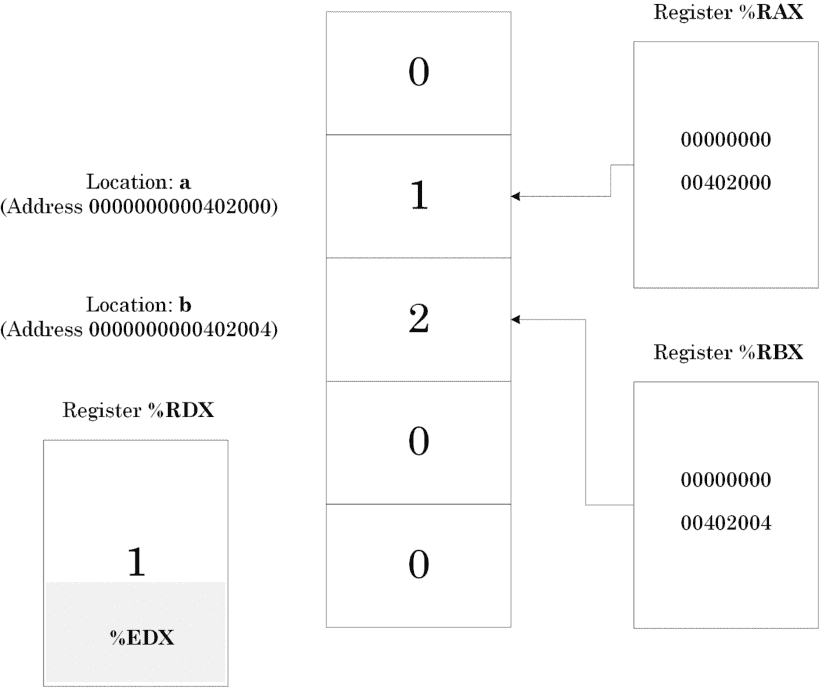 Register %RAX
0
00000000
00402000
Location: a
(Address 0000000000402000)
1
Location: b
(Address 0000000000402004)
2
Register %RBX
Register %RDX
0
00000000
00402004
1
0
%EDX